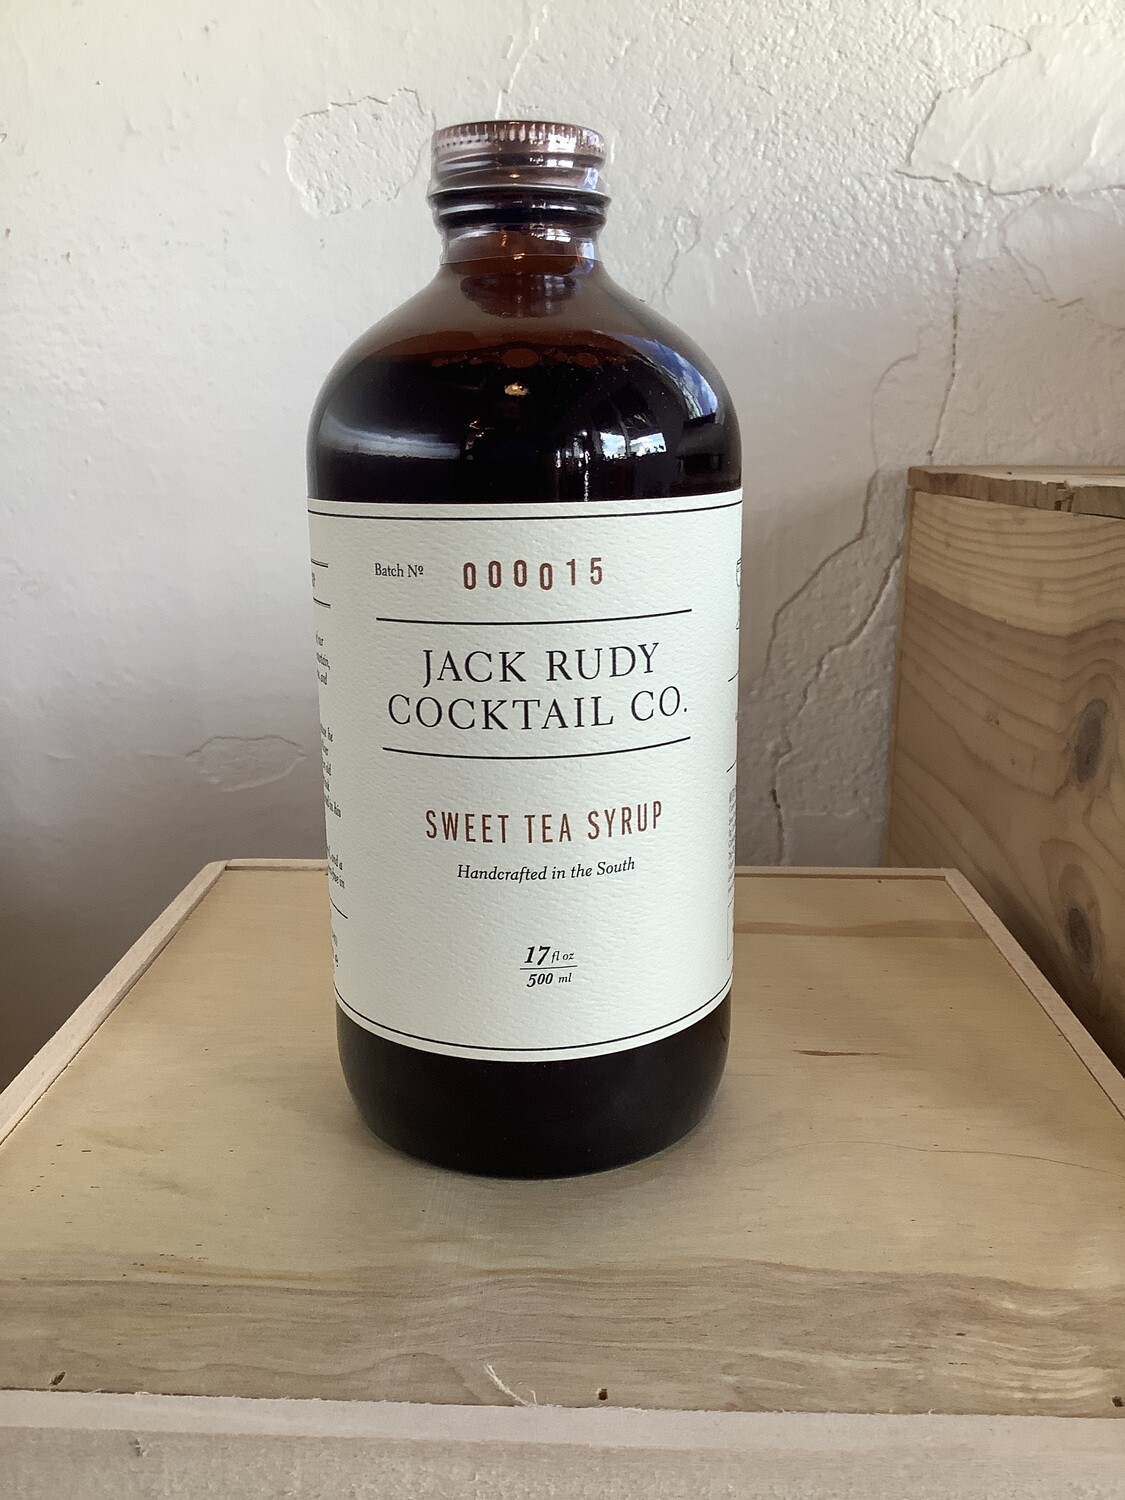 Batch Nº 000015
JACK RUDY
COCKTAIL CO.
SWEET TEA SYRUP
Handcrafted in the South
17 fl oz
500 ml